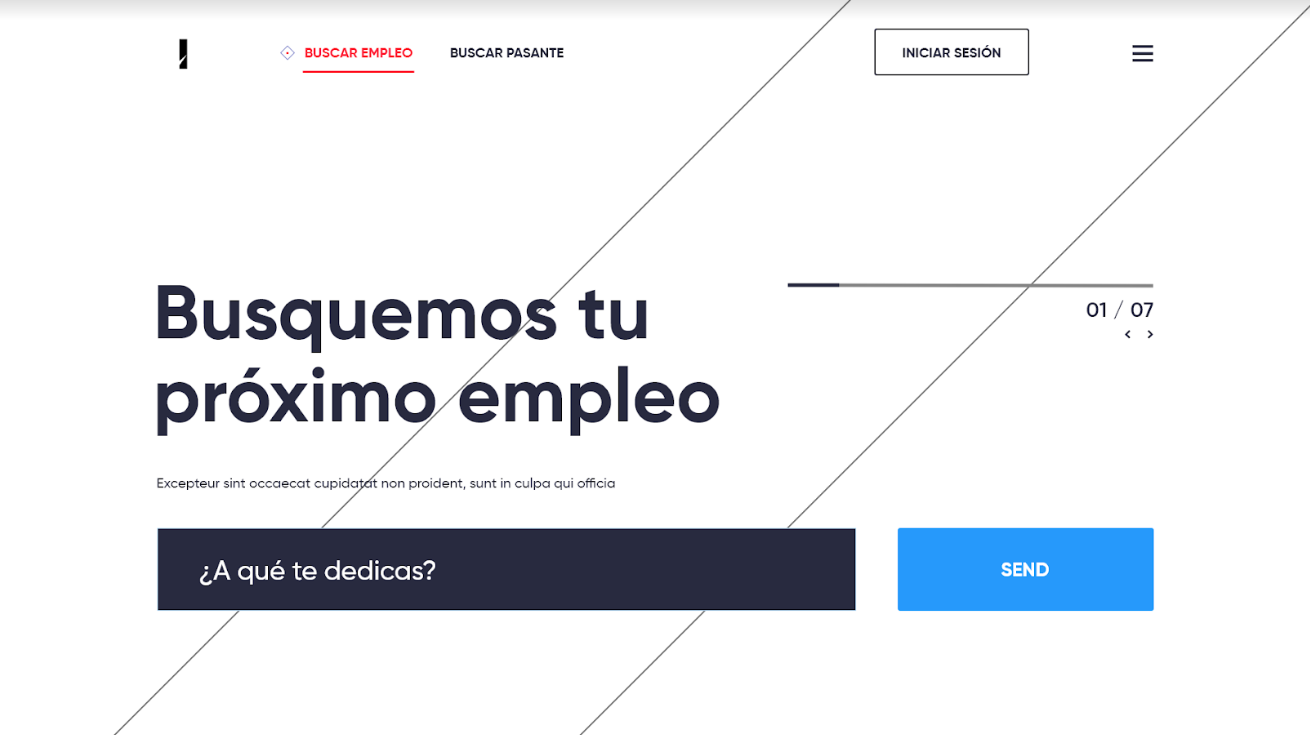 BUSCAR EMPLEO
BUSCAR PASANTE
INICIAR SESIÓN
Busquemos tu
próximo empleo
01 / 07
Excepteur sint occaecat cupidatat non proident, sunt in culpa qui officia
¿A qué te dedicas?
SEND